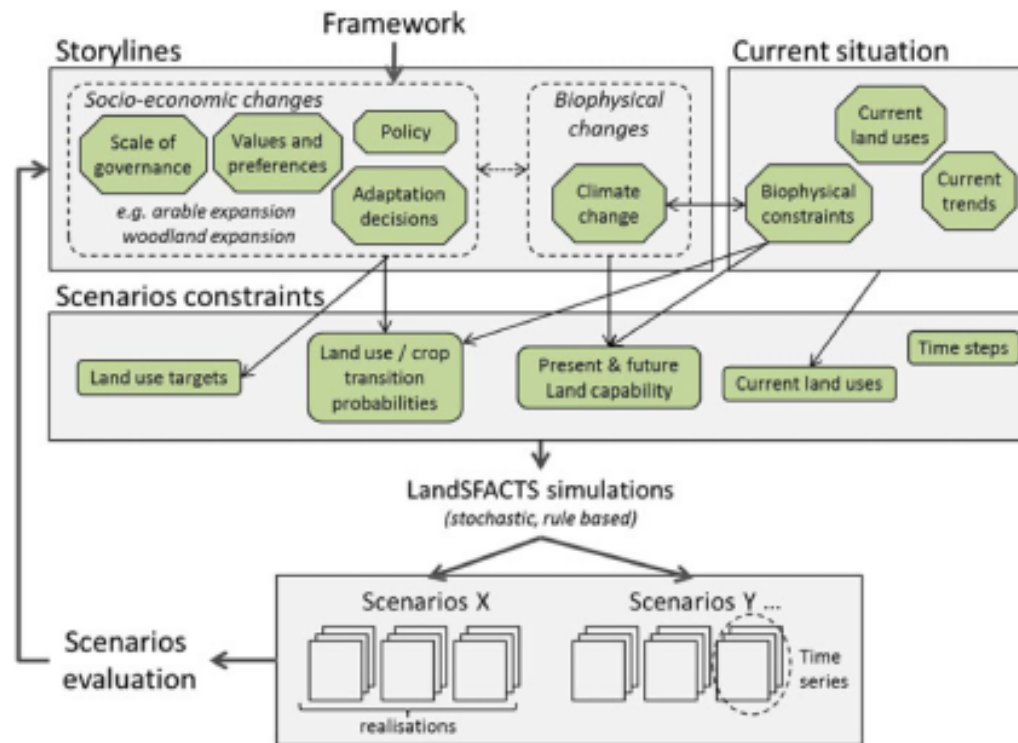 Framework
Storylines
Current situation
Socio-economic changes
Scale of
governance
Values and
preferences
Policy
Adaptation
decisions
e.g. arable expansion
woodland expansion
Biophysical
changes
Climate
change
Current
land uses
Biophysical
constraints
Current
trends
Scenarios constraints
Land use targets
Land use / crop
transition
probabilities
Present & future
Land capability
Current land uses
Time steps
LandSFACTS simulations
(stochastic, rule based)
Scenarios X
Scenarios Y ...
realisations
Time
series
Scenarios
evaluation